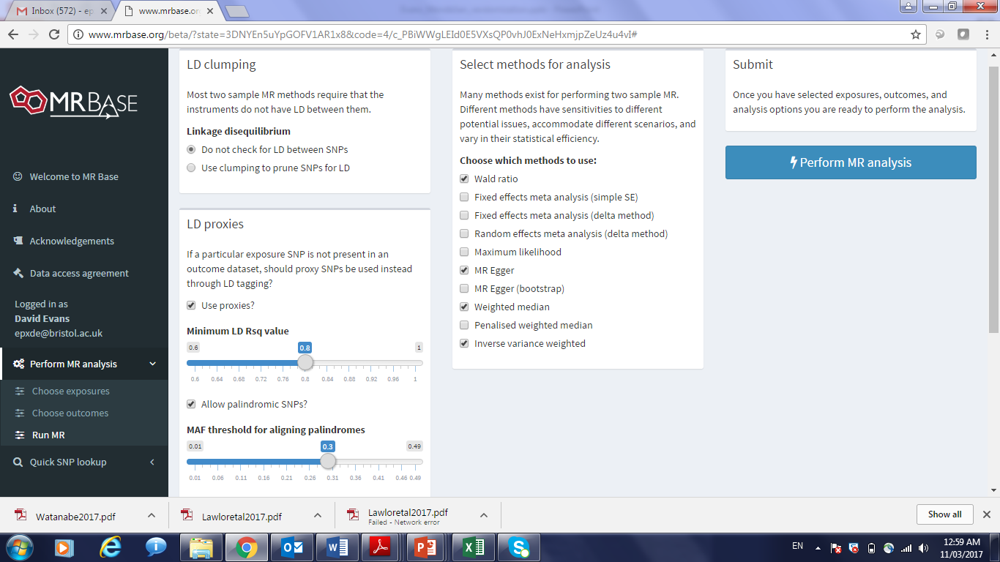 Inbox (572) - ep
www.mrbase.or
www.mrbase.org/beta/?state=3DNYEn5uYpGOFV1AR1x8&code=4/c_PBiWWgLEId0E5VXsQP0vhJ0ExNeHxmjpZeUz4u4vI#
MRBASE
Welcome to MR Base
About
Acknowledgements
Data access agreement
Logged in as
David Evans
epxde@bristol.ac.uk
Perform MR analysis
Choose exposures
Choose outcomes
Run MR
Quick SNP lookup
LD clumping
Most two sample MR methods require that the
instruments do not have LD between them.
Linkage disequilibrium
Do not check for LD between SNPs
Use clumping to prune SNPs for LD
LD proxies
If a particular exposure SNP is not present in an
outcome dataset, should proxy SNPs be used instead
through LD tagging?
Use proxies?
Minimum LD Rsq value
0.6 0.8 1
0.6 0.64 0.68 0.72 0.76 0.8 0.84 0.88 0.92 0.96 1
Allow palindromic SNPs?
MAF threshold for aligning palindromes
0.01 0.3 0.49
0.01 0.06 0.11 0.16 0.21 0.26 0.31 0.36 0.41 0.46 0.49
Select methods for analysis
Many methods exist for performing two sample MR.
Different methods have sensitivities to different
potential issues, accommodate different scenarios, and
vary in their statistical efficiency.
Choose which methods to use:
Wald ratio
Fixed effects meta analysis (simple SE)
Fixed effects meta analysis (delta method)
Random effects meta analysis (delta method)
Maximum likelihood
MR Egger
MR Egger (bootstrap)
Weighted median
Penalised weighted median
Inverse variance weighted
Submit
Once you have selected exposures, outcomes, and
analysis options you are ready to perform the analysis.
Perform MR analysis
Watanabe2017.pdf
Lawloretal2017.pdf
Lawloretal2017.pdf
Failed - Network error
Show all
EN
12:59 AM
11/03/2017